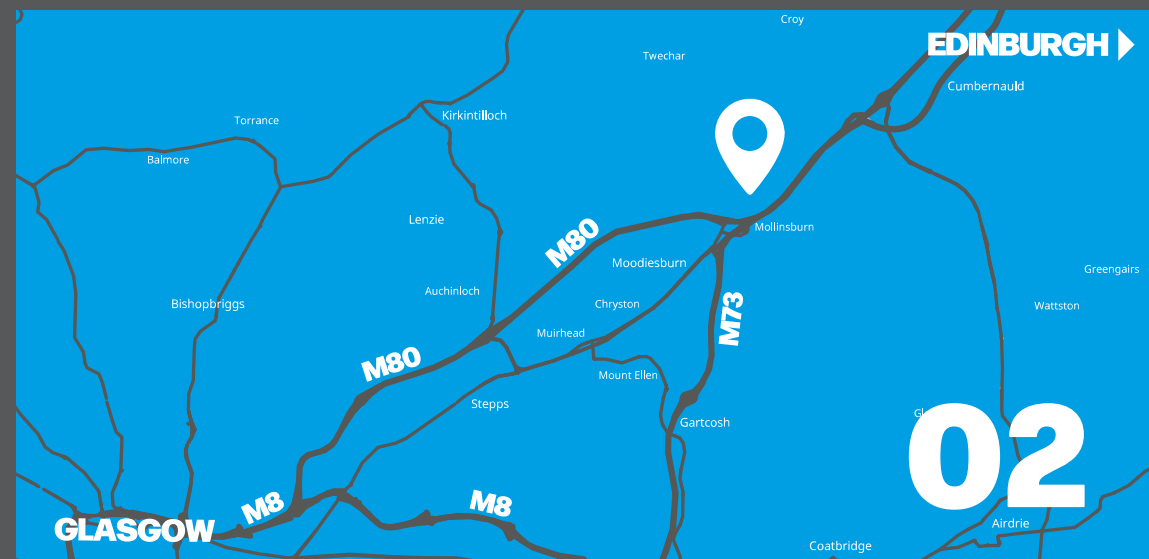 Croy
EDINBURGH
Twechar
Cumbernauld
Kirkintilloch
Torrance
Balmore
Lenzie
Mollinsburn
M80
Moodiesburn
Greengairs
Auchinloch
Bishopbriggs
Chryston
Wattston
M73
Muirhead
M80
Mount Ellen
Stepps
Gartcosh
02
M8
M8
GLASGOW
Airdrie
Coatbridge